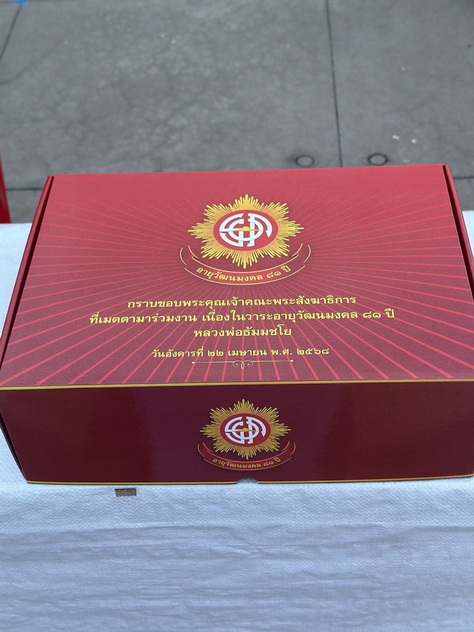 อายุวัฒนมงคล ๘๑ ปี
กราบขอบพระคุณเจ้าคณะพระสังฆาธิการ
ที่เมตตามาร่วมงาน เนื่องในวาระอายุวัฒนมงคล ๘๑ ปี
หลวงพ่อธัมมชโย
วันอังคารที่ ๒๒ เมษายน พ.ศ. ๒๕๖๘
อายุวัฒนมงคล ๘๑ ปี